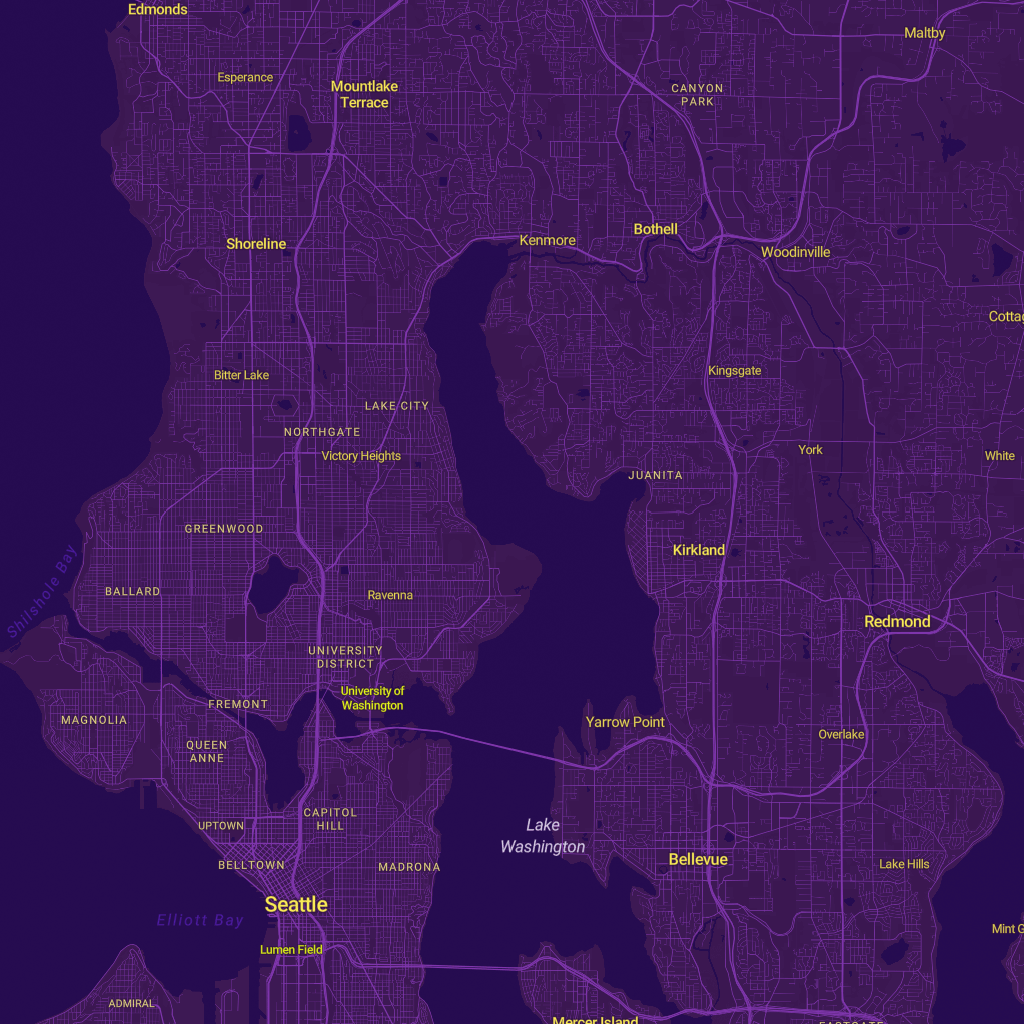 Edmonds
Maltby
Esperance
Mountlake
Terrace
CANYON
PARK
Shoreline
Kenmore
Bothell
Woodinville
Cottag
Bitter Lake
Kingsgate
LAKE CITY
NORTHGATE
Victory Heights
York
White
JUANITA
GREENWOOD
Kirkland
Shilshole Bay
BALLARD
Ravenna
Redmond
UNIVERSITY
DISTRICT
University of
Washington
FREMONT
MAGNOLIA
Yarrow Point
Overlake
QUEEN
ANNE
UPTOWN
CAPITOL
HILL
Lake
Washington
BELLTOWN
MADRONA
Bellevue
Lake Hills
Seattle
Elliott Bay
Mint G
Lumen Field
ADMIRAL
Mercer Island
EASTGATE